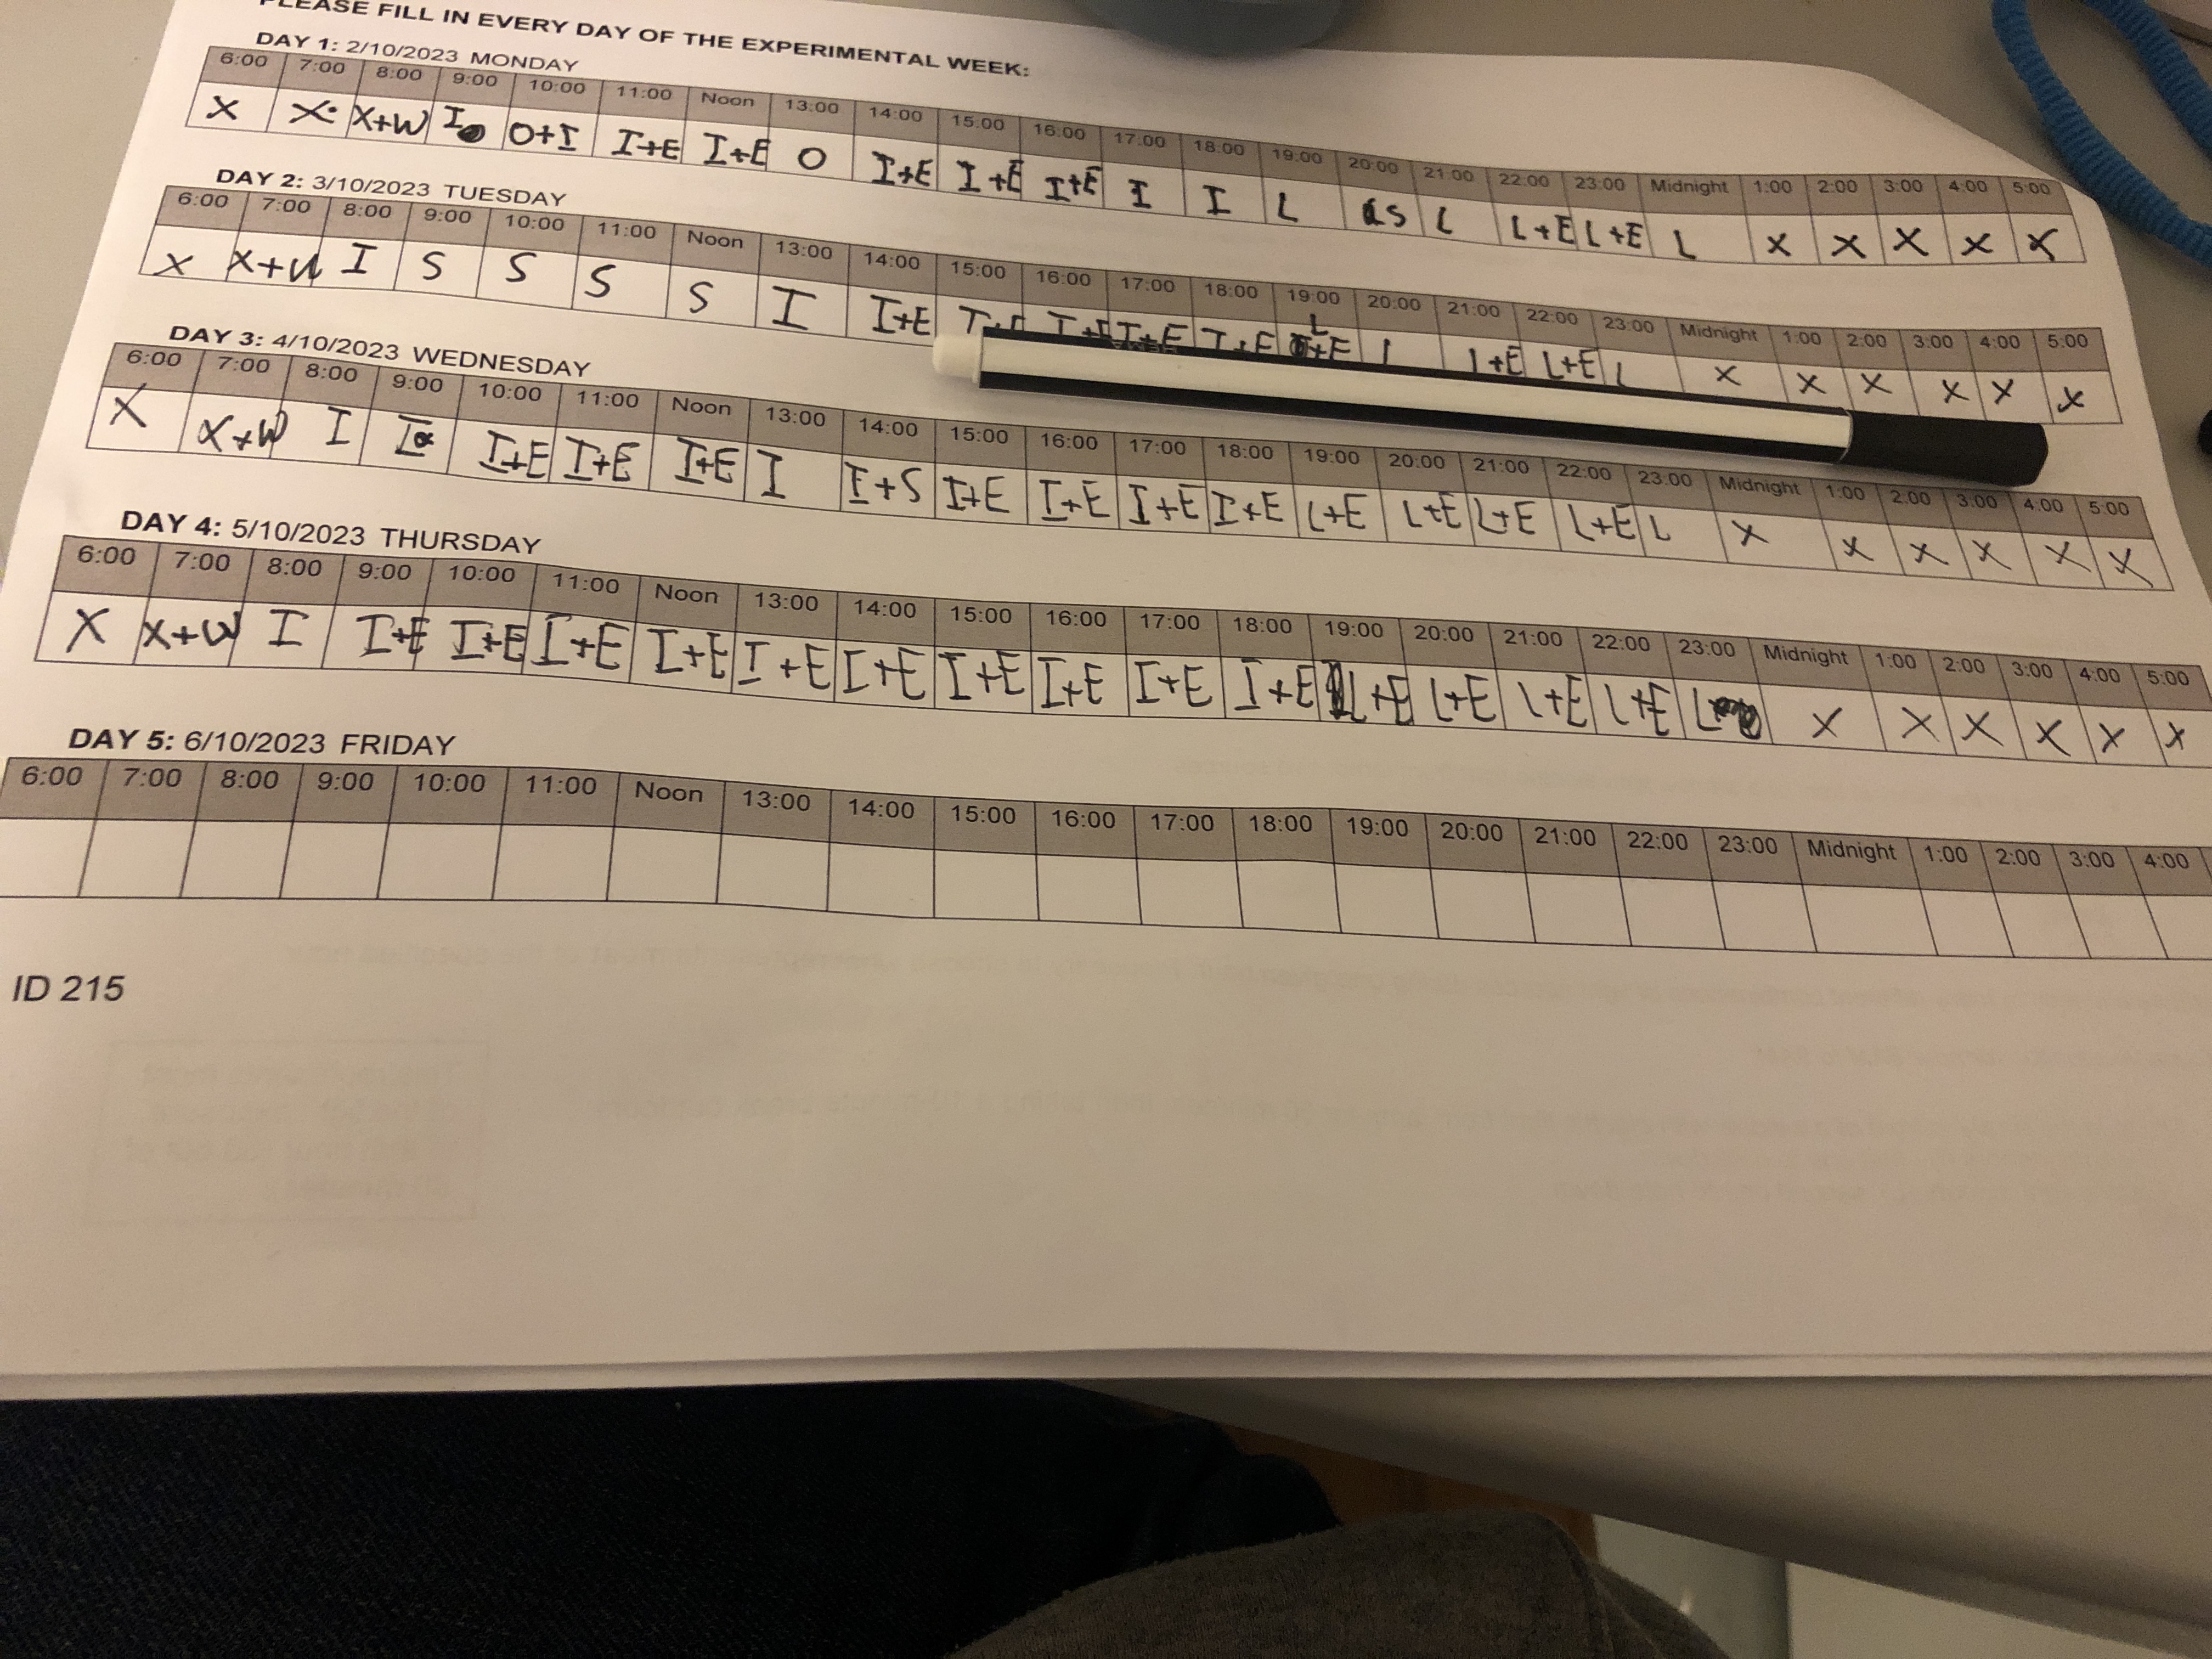 PLEASE FILL IN EVERY DAY OF THE EXPERIMENTAL WEEK:
DAY 1: 2/10/2023 MONDAY
6:00 7:00 8:00 9:00 10:00 11:00 Noon 13:00 14:00 15:00 16:00 17:00 18:00 19:00 20:00 21:00 22:00 23:00 Midnight 1:00 2:00 3:00 4:00 5:00
X X X+W I O+I I+E I+E O I+E I+E I+E I I L S L L+E L+E L X X X X X
DAY 2: 3/10/2023 TUESDAY
6:00 7:00 8:00 9:00 10:00 11:00 Noon 13:00 14:00 15:00 16:00 17:00 18:00 19:00 20:00 21:00 22:00 23:00 Midnight 1:00 2:00 3:00 4:00 5:00
X X+W I S S S S I I+E I+E I+E I+E I+E L+E L L+E L+E L X X X X X X
DAY 3: 4/10/2023 WEDNESDAY
6:00 7:00 8:00 9:00 10:00 11:00 Noon 13:00 14:00 15:00 16:00 17:00 18:00 19:00 20:00 21:00 22:00 23:00 Midnight 1:00 2:00 3:00 4:00 5:00
X X+W I I I+E I+E I+E I I+S I+E I+E I+E I+E L+E L+E L+E L+E L X X X X X X
DAY 4: 5/10/2023 THURSDAY
6:00 7:00 8:00 9:00 10:00 11:00 Noon 13:00 14:00 15:00 16:00 17:00 18:00 19:00 20:00 21:00 22:00 23:00 Midnight 1:00 2:00 3:00 4:00 5:00
X X+W I I+E I+E I+E I+E I+E I+E I+E I+E I+E I+E L+E L+E L+E L+E L X X X X X X
DAY 5: 6/10/2023 FRIDAY
6:00 7:00 8:00 9:00 10:00 11:00 Noon 13:00 14:00 15:00 16:00 17:00 18:00 19:00 20:00 21:00 22:00 23:00 Midnight 1:00 2:00 3:00 4:00
ID 215